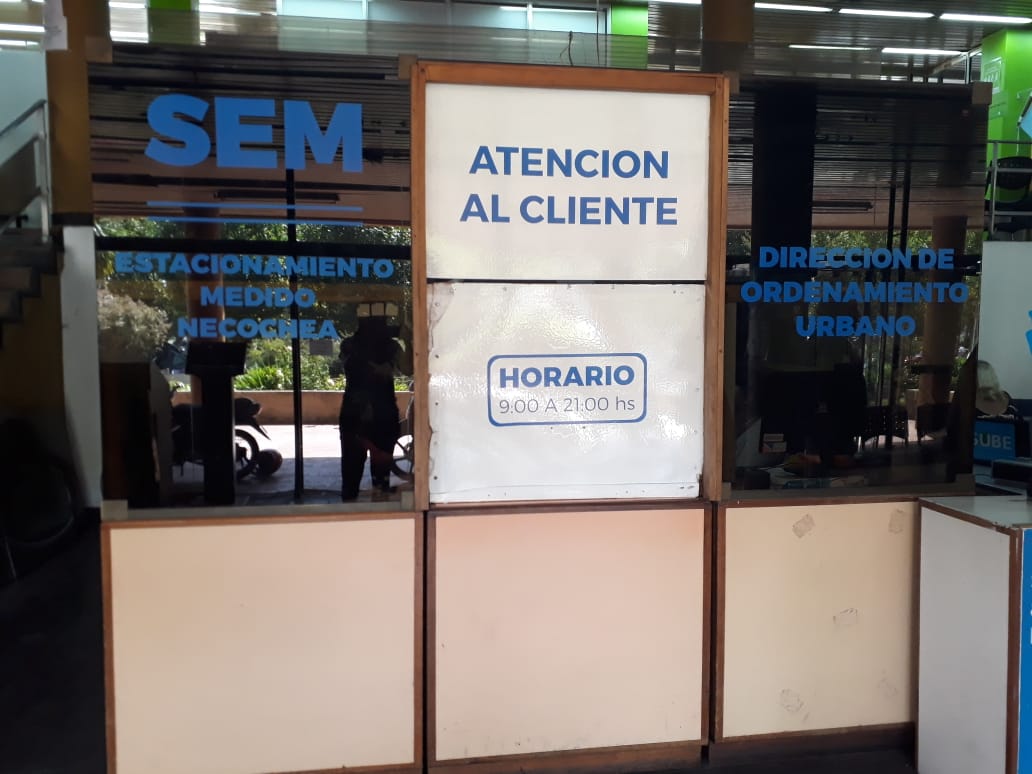 SEM
ESTACIONAMIENTO
MEDIDO
NECOCHEA
ATENCION
AL CLIENTE
HORARIO
9:00 A 21:00 hs
DIRECCION DE
ORDENAMIENTO
URBANO
SUBE